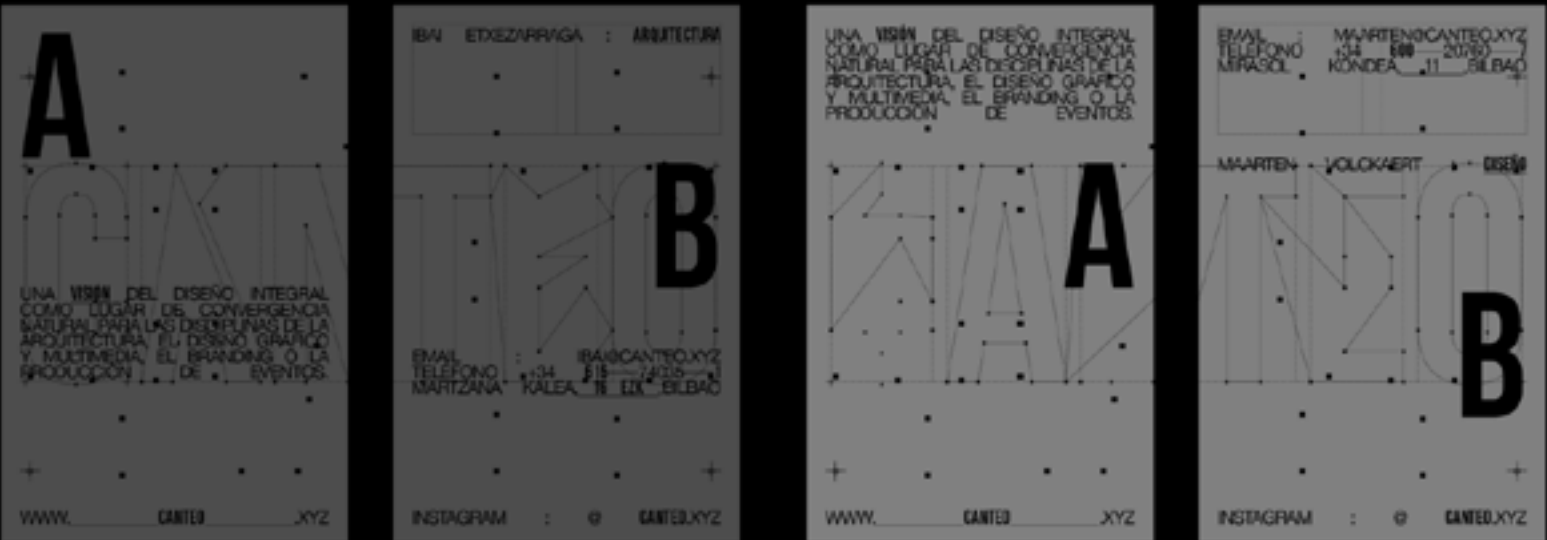 A
UNA VISIÓN DEL DISEÑO INTEGRAL
COMO LUGAR DE CONVERGENCIA
NATURAL PARA LAS DISCIPLINAS DE LA
ARQUITECTURA, EL DISEÑO GRÁFICO
Y MULTIMEDIA, EL BRANDING O LA
PRODUCCIÓN DE EVENTOS.
WWW. CANTEO .XYZ
IBAI ETXEZARRAGA : ARQUITECTURA
B
EMAIL : IBAI@CANTEO.XYZ
TELÉFONO +34
MARTZANA KALEA, 16 EZK BILBAO
INSTAGRAM : @ CANTEO.XYZ
UNA VISIÓN DEL DISEÑO INTEGRAL
COMO LUGAR DE CONVERGENCIA
NATURAL PARA LAS DISCIPLINAS DE LA
ARQUITECTURA, EL DISEÑO GRÁFICO
Y MULTIMEDIA, EL BRANDING O LA
PRODUCCIÓN DE EVENTOS.
A
WWW. CANTEO .XYZ
EMAIL : MAARTEN@CANTEO.XYZ
TELÉFONO +34
MIRASOL KONDEA 11 BILBAO
MAARTEN VOLCKAERT : DISEÑO
B
INSTAGRAM : @ CANTEO.XYZ